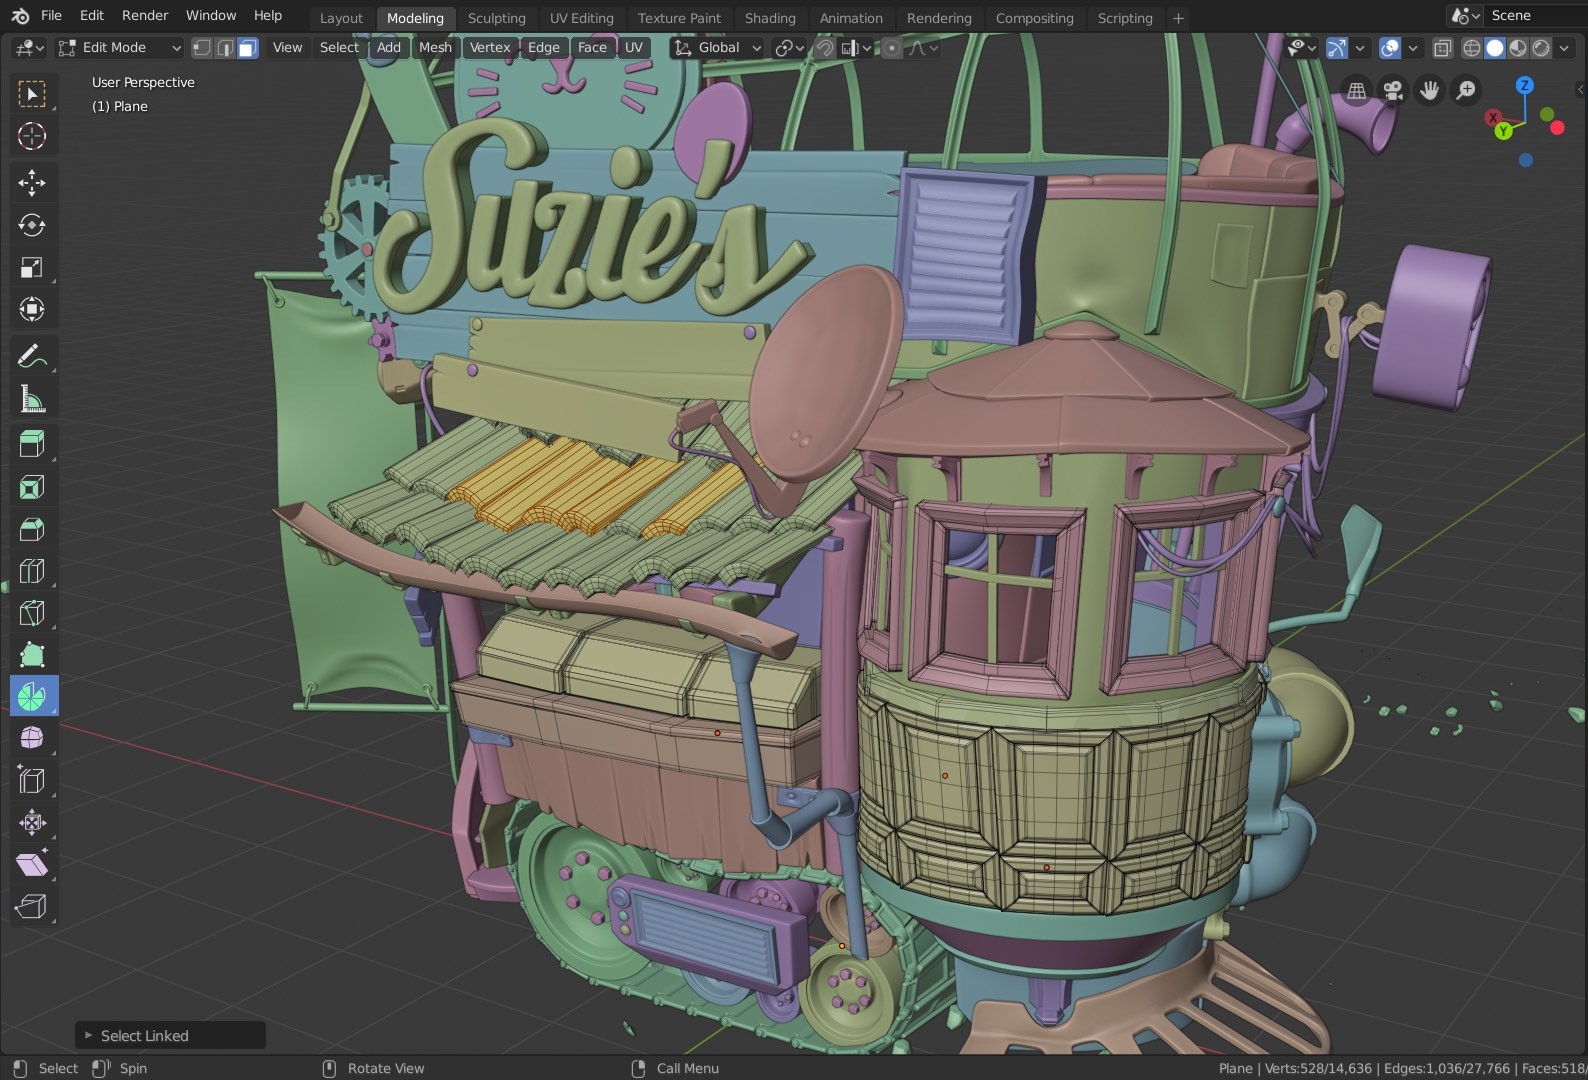 File Edit Render Window Help Layout Modeling Sculpting UV Editing Texture Paint Shading Animation Rendering Compositing Scripting + Scene
Edit Mode View Select Add Mesh Vertex Edge Face UV Global
User Perspective
(1) Plane
Z
X
Y
Suzie's
Select Linked
Select Spin Rotate View Call Menu Plane | Verts:528/14,636 | Edges:1,036/27,766 | Faces:518/